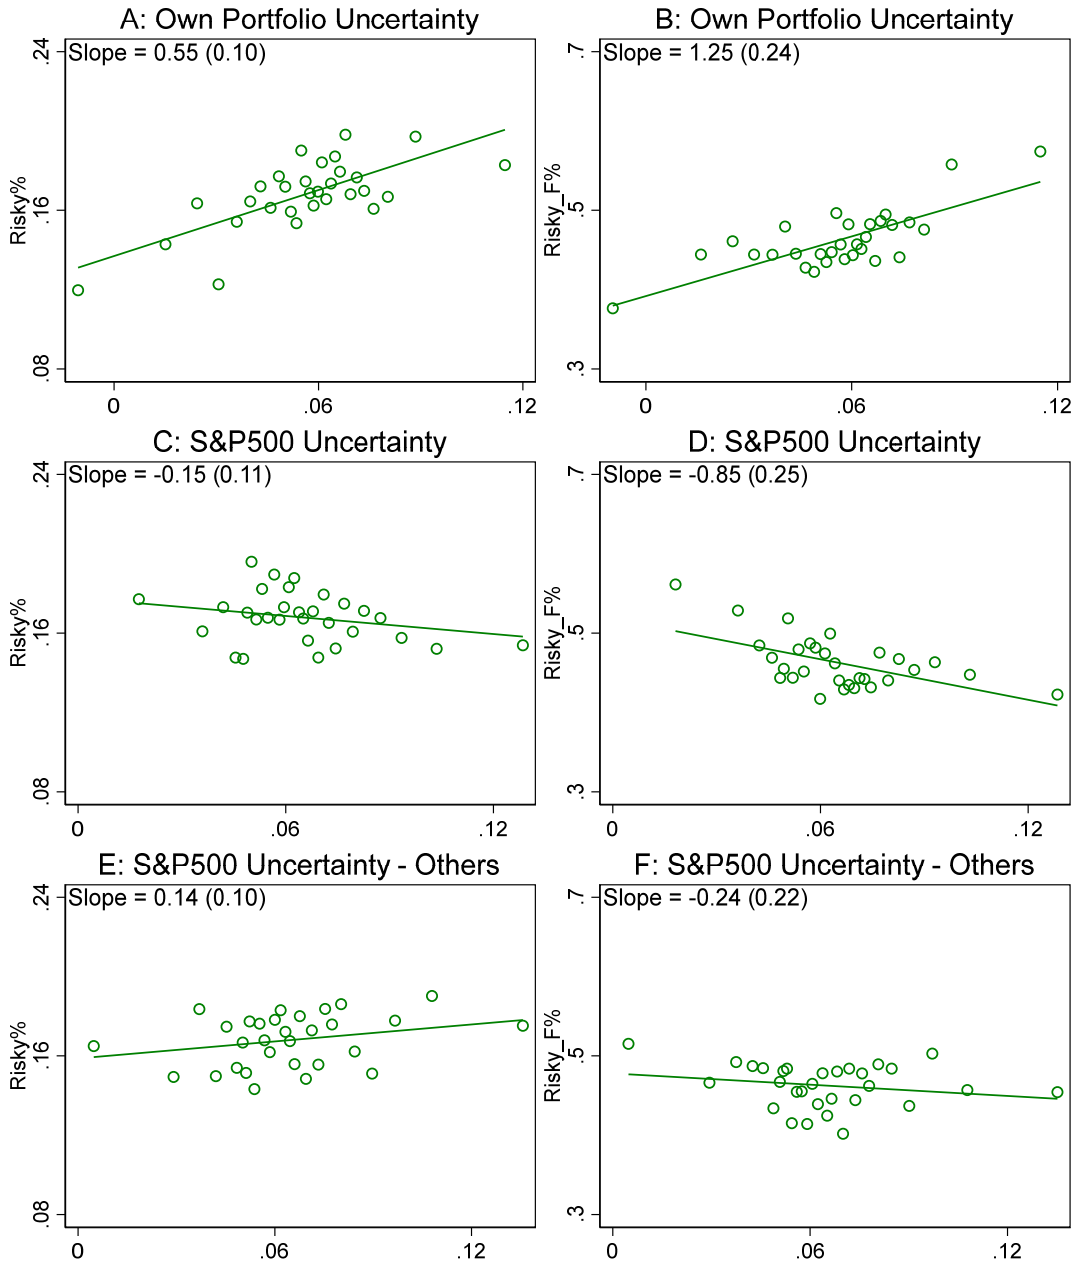 A: Own Portfolio Uncertainty
Slope = 0.55 (0.10)
Risky%
.24
.16
.08
0 .06 .12
B: Own Portfolio Uncertainty
Slope = 1.25 (0.24)
Risky_F%
.7
.5
.3
0 .06 .12
C: S&P500 Uncertainty
Slope = -0.15 (0.11)
Risky%
.24
.16
.08
0 .06 .12
D: S&P500 Uncertainty
Slope = -0.85 (0.25)
Risky_F%
.7
.5
.3
0 .06 .12
E: S&P500 Uncertainty - Others
Slope = 0.14 (0.10)
Risky%
.24
.16
.08
0 .06 .12
F: S&P500 Uncertainty - Others
Slope = -0.24 (0.22)
Risky_F%
.7
.5
.3
0 .06 .12